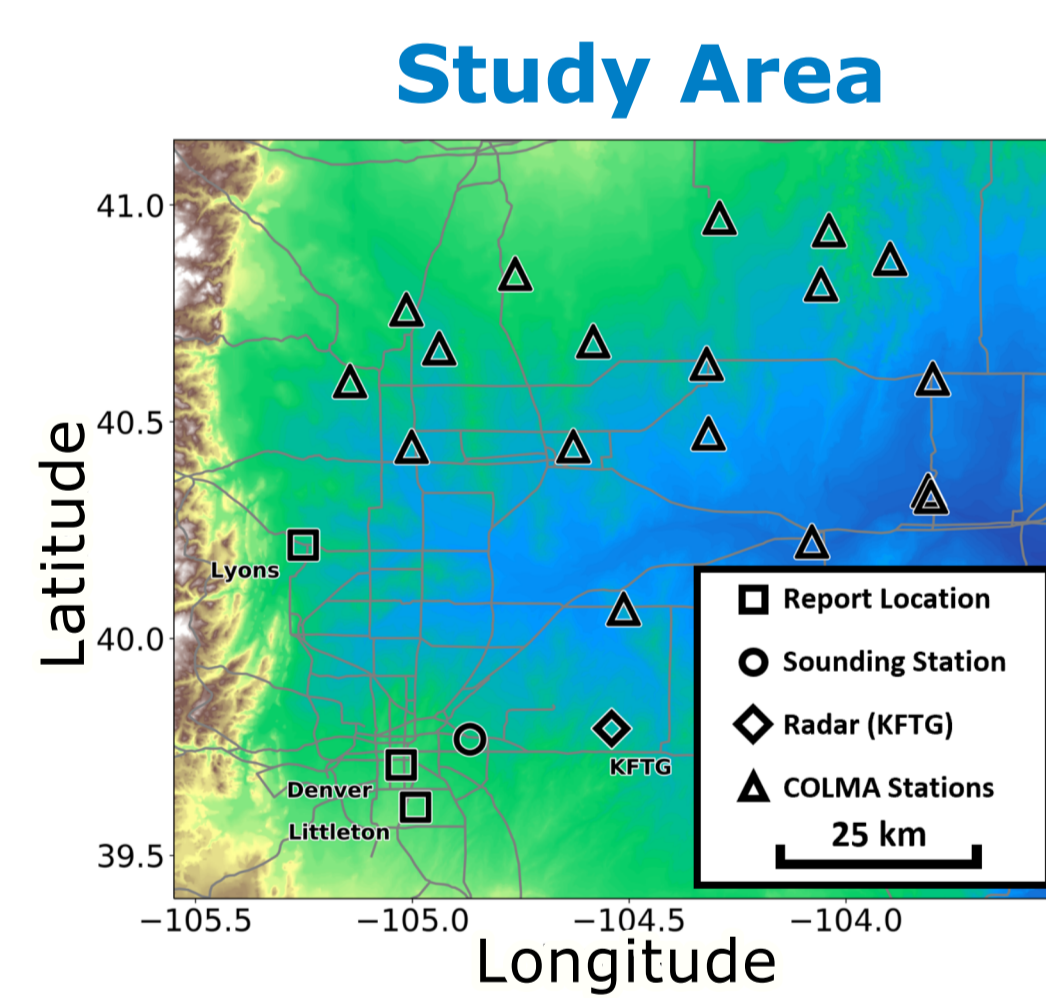 Study Area
41.0
40.5
40.0
39.5
Latitude
Lyons
Denver
Littleton
KFTG
Report Location
Sounding Station
Radar (KFTG)
COLMA Stations
25 km
−105.5 −105.0 −104.5 −104.0
Longitude